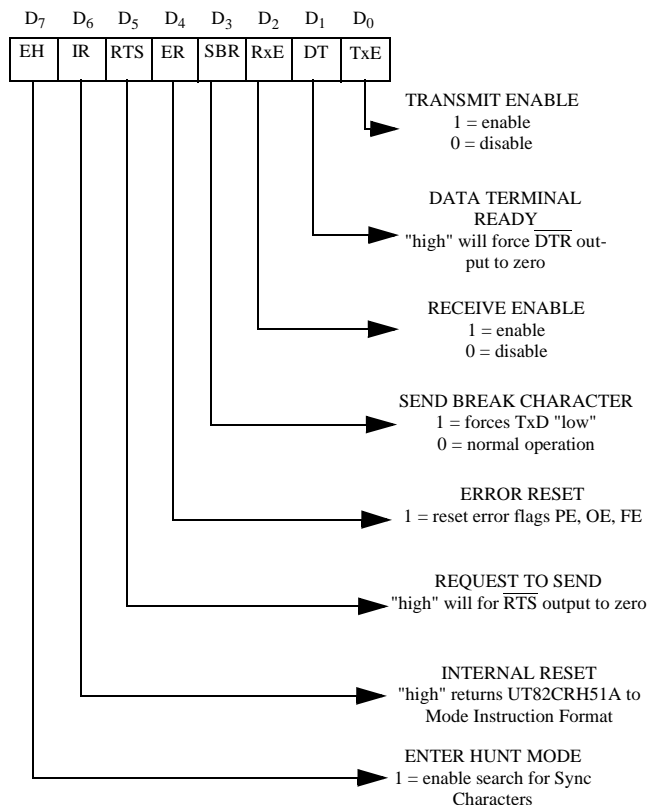 D7 D6 D5 D4 D3 D2 D1 D0
EH IR RTS ER SBR RxE DT TxE
TRANSMIT ENABLE
1 = enable
0 = disable
DATA TERMINAL
READY
"high" will force DTR out-
put to zero
RECEIVE ENABLE
1 = enable
0 = disable
SEND BREAK CHARACTER
1 = forces TxD "low"
0 = normal operation
ERROR RESET
1 = reset error flags PE, OE, FE
REQUEST TO SEND
"high" will for RTS output to zero
INTERNAL RESET
"high" returns UT82CRH51A to
Mode Instruction Format
ENTER HUNT MODE
1 = enable search for Sync
Characters